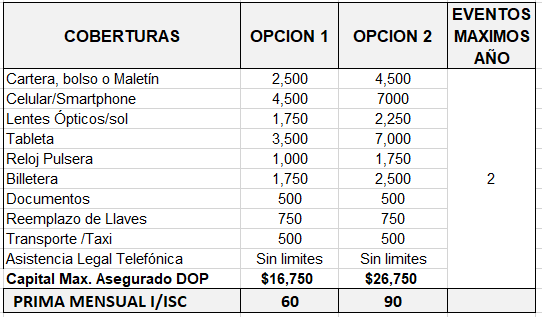 COBERTURAS OPCION 1 OPCION 2 EVENTOS MAXIMOS AÑO
Cartera, bolso o Maletín 2,500 4,500
Celular/Smartphone 4,500 7000
Lentes Ópticos/sol 1,750 2,250
Tableta 3,500 7,000
Reloj Pulsera 1,000 1,750
Billetera 1,750 2,500 2
Documentos 500 500
Reemplazo de Llaves 750 750
Transporte /Taxi 500 500
Asistencia Legal Telefónica Sin limites Sin limites
Capital Max. Asegurado DOP $16,750 $26,750
PRIMA MENSUAL I/ISC 60 90